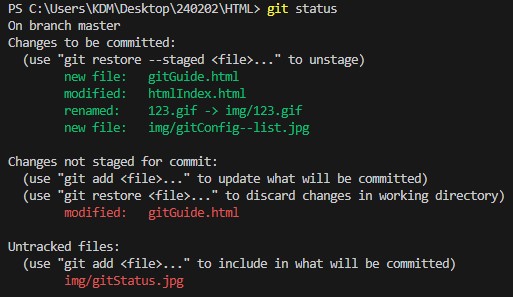 PS C:\Users\KDM\Desktop\240202\HTML> git status
On branch master
Changes to be committed:
  (use "git restore --staged <file>..." to unstage)
        new file:   gitGuide.html
        modified:   htmlIndex.html
        renamed:    123.gif -> img/123.gif
        new file:   img/gitConfig--list.jpg

Changes not staged for commit:
  (use "git add <file>..." to update what will be committed)
  (use "git restore <file>..." to discard changes in working directory)
        modified:   gitGuide.html

Untracked files:
  (use "git add <file>..." to include in what will be committed)
        img/gitStatus.jpg